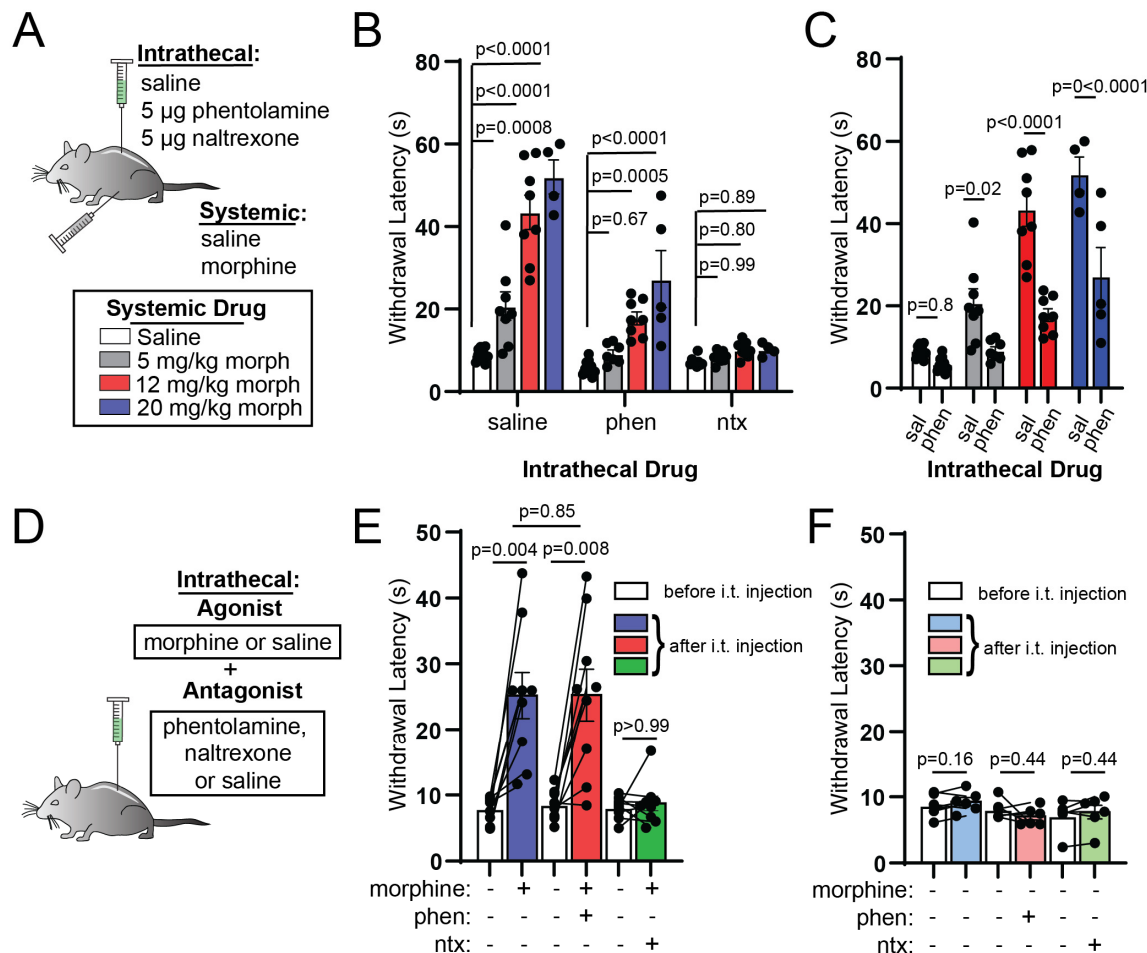 A
Intrathecal:
saline
5 µg phentolamine
5 µg naltrexone
Systemic:
saline
morphine
Systemic Drug
Saline
5 mg/kg morph
12 mg/kg morph
20 mg/kg morph
B
Withdrawal Latency (s)
80
60
40
20
0
p<0.0001
p<0.0001
p=0.0008
p<0.0001
p=0.0005
p=0.67
p=0.89
p=0.80
p=0.99
saline
phen
ntx
Intrathecal Drug
C
Withdrawal Latency (s)
80
60
40
20
0
p=0.8
p=0.02
p<0.0001
p=0<0.0001
sal
phen
sal
phen
sal
phen
sal
phen
Intrathecal Drug
D
Intrathecal:
Agonist
morphine or saline
+
Antagonist
phentolamine,
naltrexone
or saline
E
Withdrawal Latency (s)
50
40
30
20
10
0
p=0.85
p=0.004
p=0.008
p>0.99
before i.t. injection
after i.t. injection
morphine: - + - + - +
phen: - - - + - -
ntx: - - - - - +
F
Withdrawal Latency (s)
50
40
30
20
10
0
before i.t. injection
after i.t. injection
p=0.16
p=0.44
p=0.44
morphine: - - - - - -
phen: - - - + - -
ntx: - - - - - +